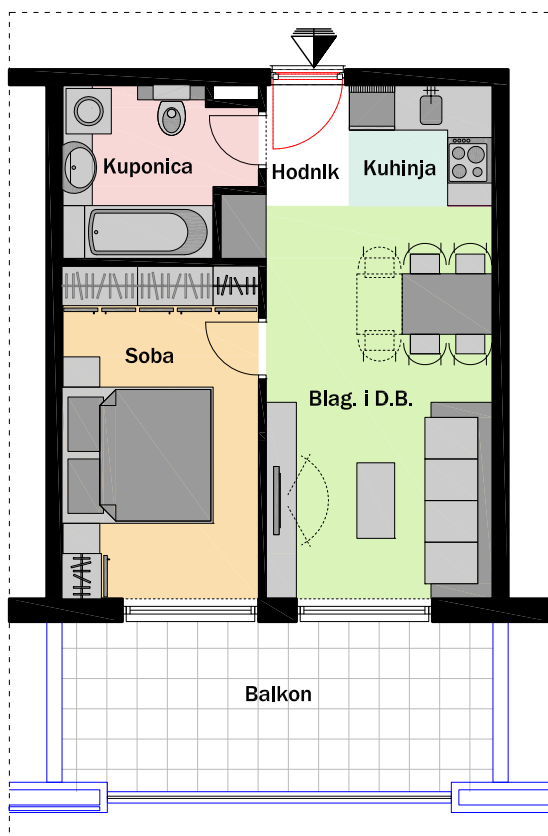 Kuponica
Hodnik
Kuhinja
Soba
Blag. i D.B.
Balkon